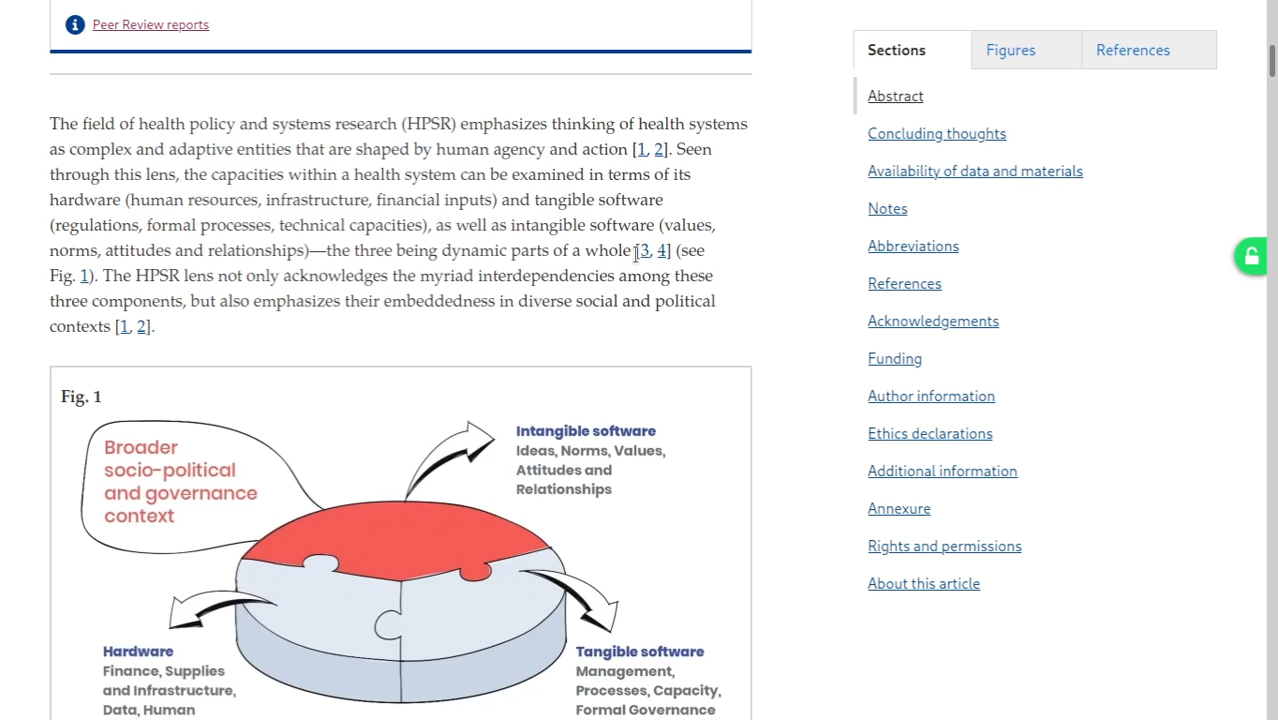 Peer Review reports
The field of health policy and systems research (HPSR) emphasizes thinking of health systems
as complex and adaptive entities that are shaped by human agency and action [1, 2]. Seen
through this lens, the capacities within a health system can be examined in terms of its
hardware (human resources, infrastructure, financial inputs) and tangible software
(regulations, formal processes, technical capacities), as well as intangible software (values,
norms, attitudes and relationships)—the three being dynamic parts of a whole [3, 4] (see
Fig. 1). The HPSR lens not only acknowledges the myriad interdependencies among these
three components, but also emphasizes their embeddedness in diverse social and political
contexts [1, 2].
Fig. 1
Broader
socio-political
and governance
context
Intangible software
Ideas, Norms, Values,
Attitudes and
Relationships
Hardware
Finance, Supplies
and Infrastructure,
Data, Human
Tangible software
Management,
Processes, Capacity,
Formal Governance
Sections
Figures
References
Abstract
Concluding thoughts
Availability of data and materials
Notes
Abbreviations
References
Acknowledgements
Funding
Author information
Ethics declarations
Additional information
Annexure
Rights and permissions
About this article